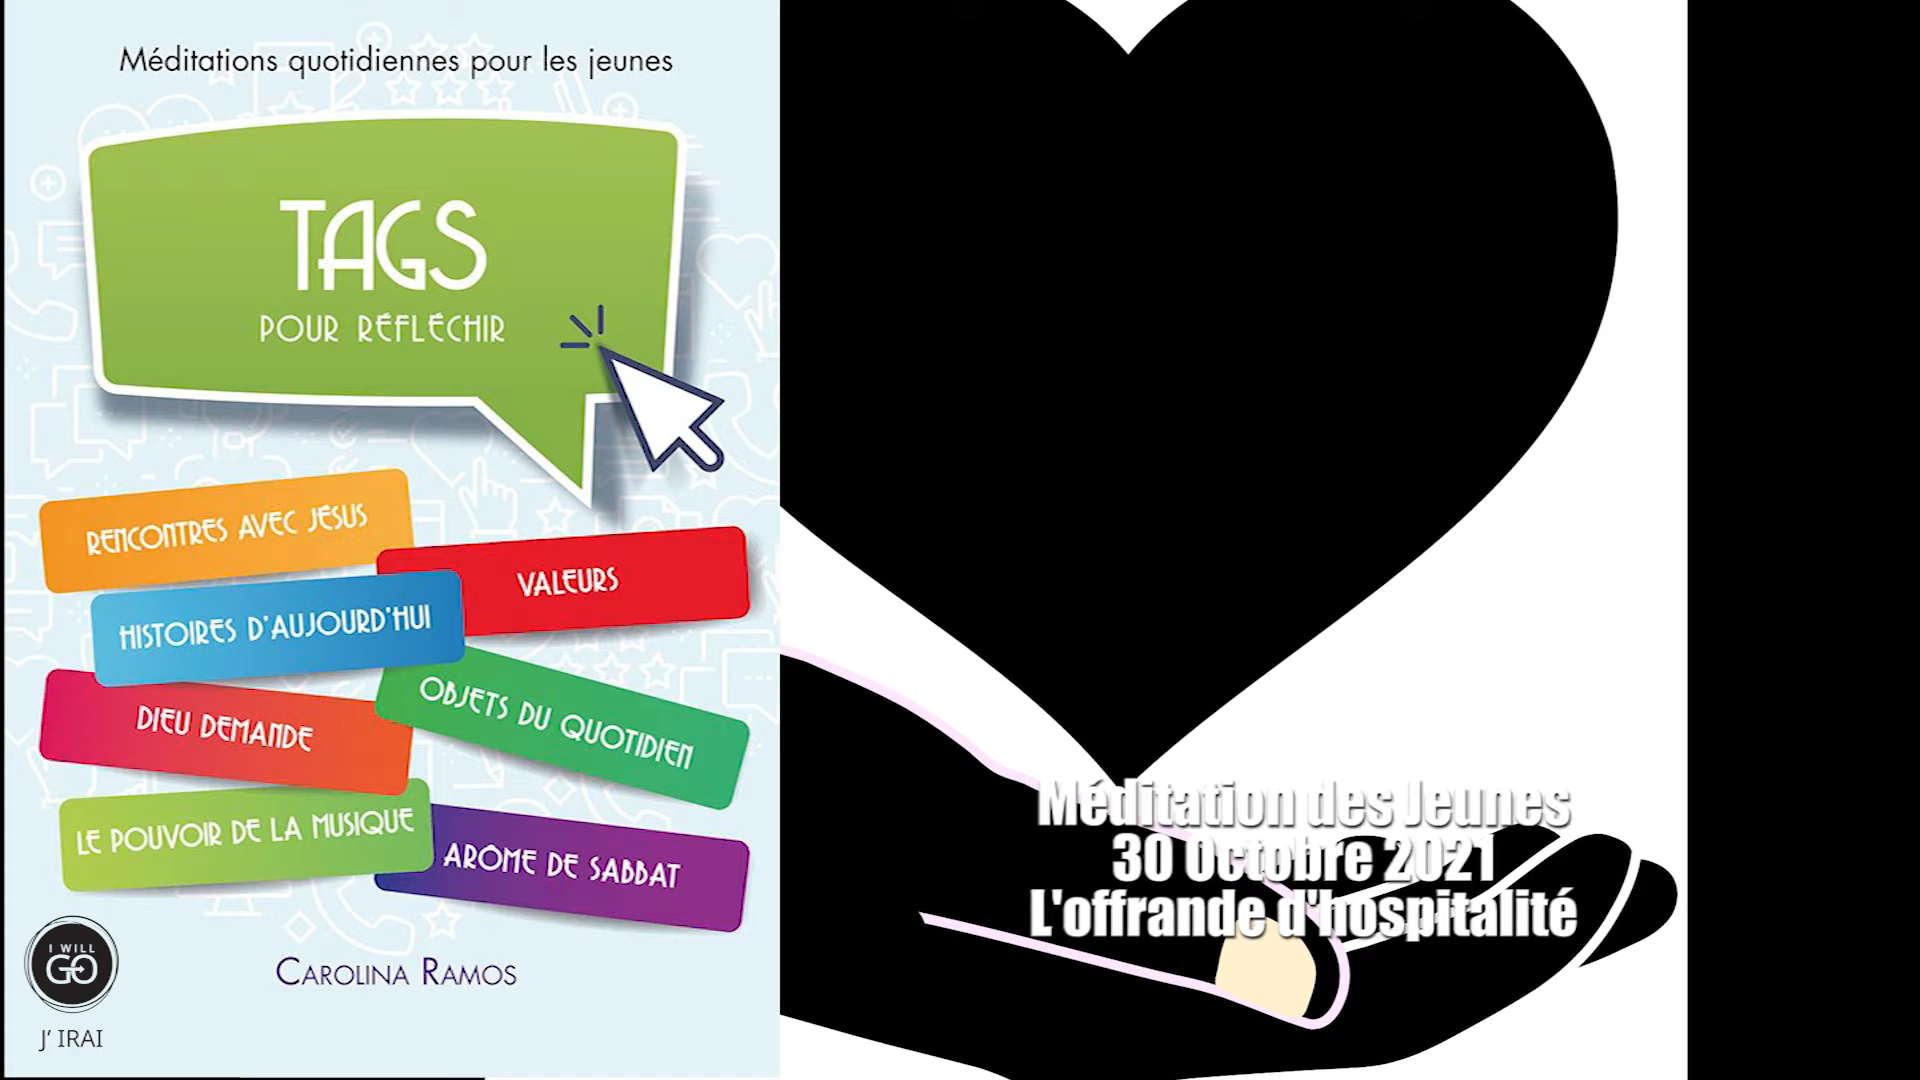 Méditations quotidiennes pour les jeunes
TAGS
POUR RÉFLÉCHIR
RENCONTRES AVEC JÉSUS
VALEURS
HISTOIRES D'AUJOURD'HUI
OBJETS DU QUOTIDIEN
DIEU DEMANDE
LE POUVOIR DE LA MUSIQUE
ARÔME DE SABBAT
CAROLINA RAMOS
I WILL
GO
J' IRAI
Méditation des Jeunes
30 Octobre 2021
L'offrande d'hospitalité